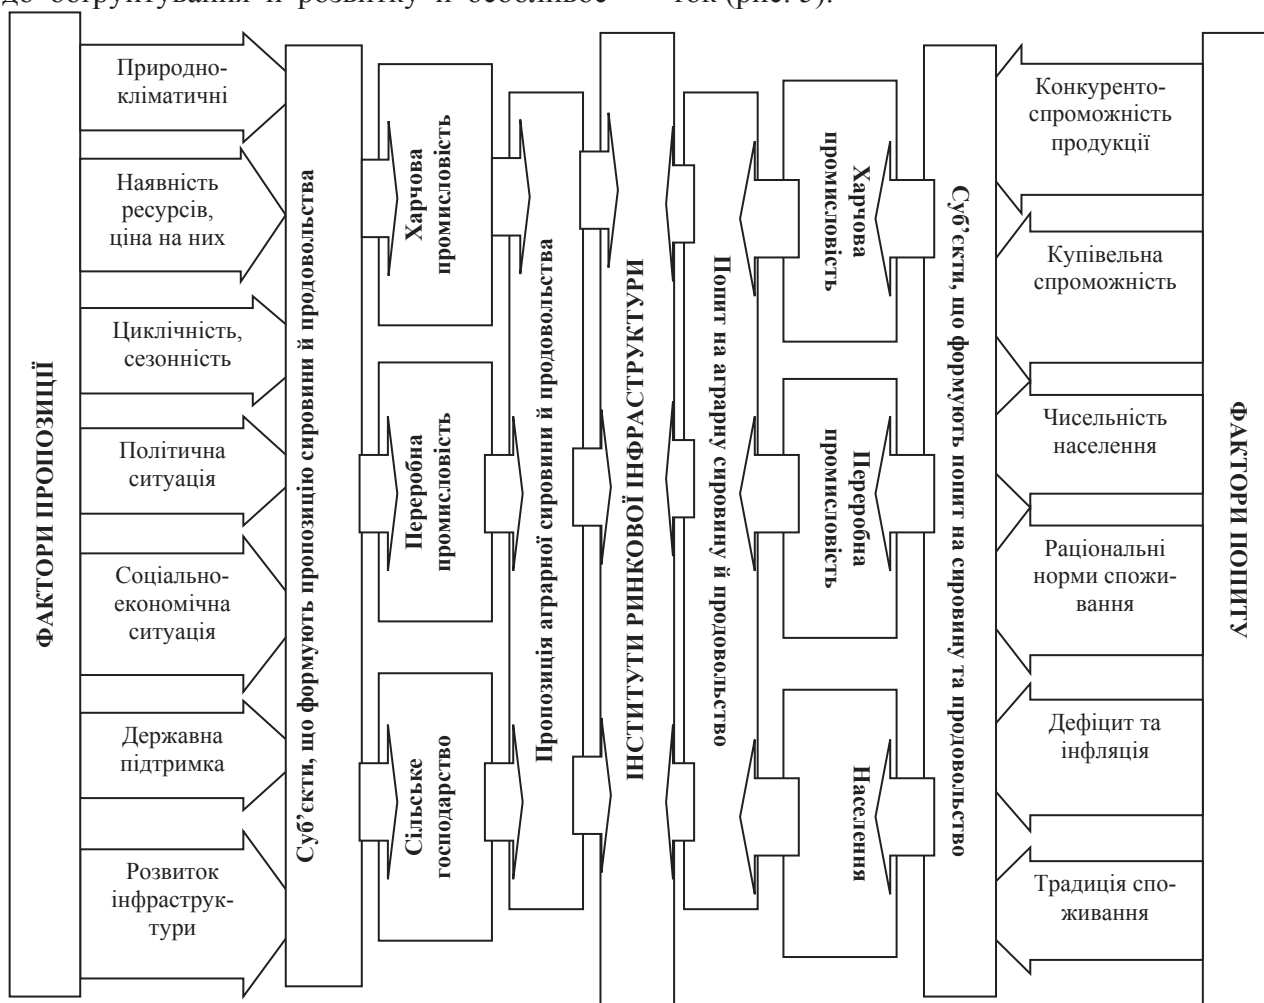 до обґрунтування її розвитку й особливос-
ток (рис. 3).
ФАКТОРИ ПРОПОЗИЦІЇ
Природно-
кліматичні
Наявність
ресурсів,
ціна на них
Циклічність,
сезонність
Політична
ситуація
Соціально-
економічна
ситуація
Державна
підтримка
Розвиток
інфраструк-
тури
Суб’єкти, що формують пропозицію сировини й продовольства
Харчова
промисловість
Переробна
промисловість
Сільське
господарство
Пропозиція аграрної сировини й продовольства
ІНСТИТУТИ РИНКОВОЇ ІНФРАСТРУКТУРИ
Попит на аграрну сировину й продовольство
Харчова
промисловість
Переробна
промисловість
Населення
Суб’єкти, що формують попит на сировину та продовольство
Конкуренто-
спроможність
продукції
Купівельна
спроможність
Чисельність
населення
Раціональні
норми спожи-
вання
Дефіцит та
інфляція
Традиція спо-
живання
ФАКТОРИ ПОПИТУ